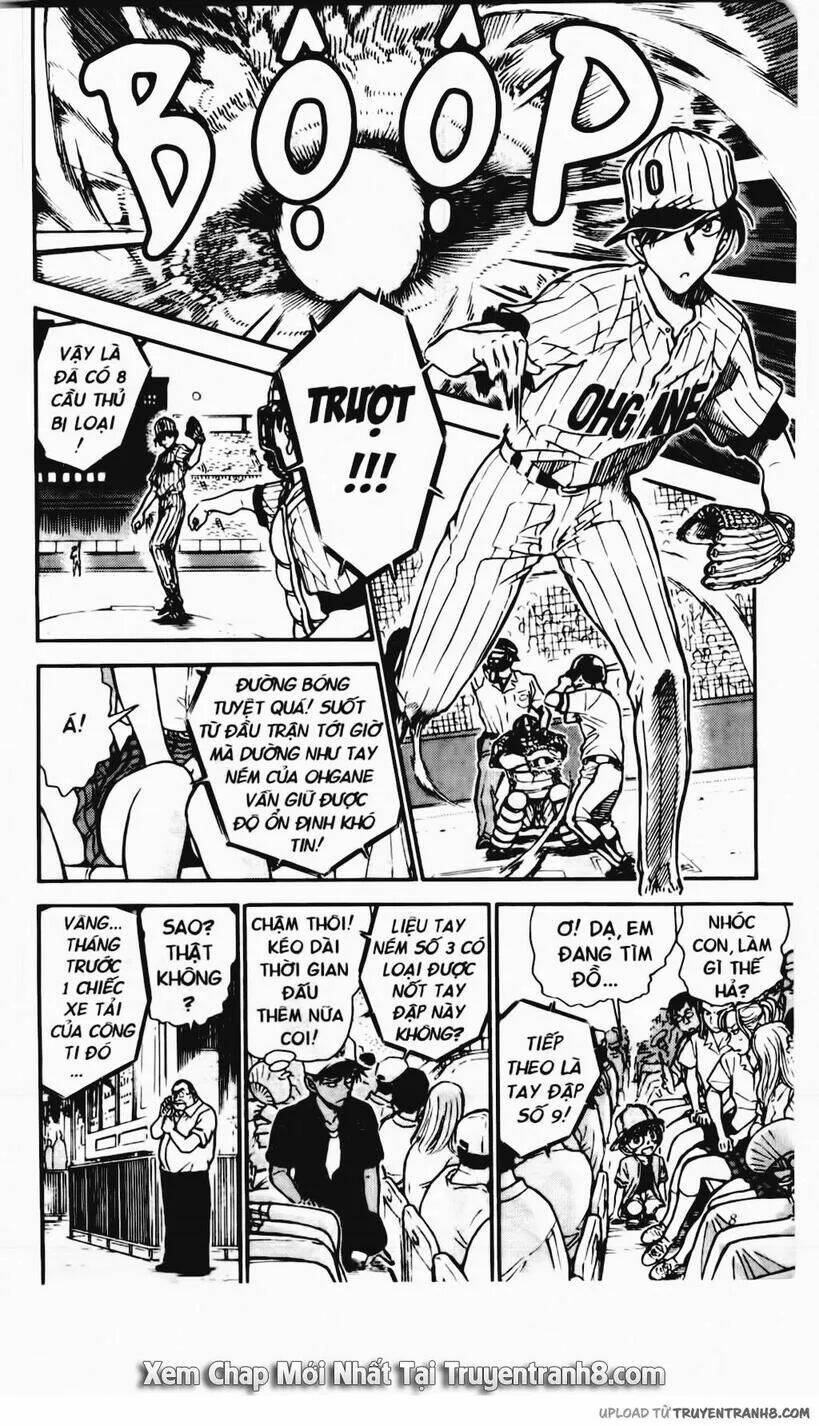 BỘỘP
O
OHGANE
TRƯỢT
!!!
VẬY LÀ
ĐÃ CÓ 8
CẦU THỦ
BỊ LOẠI
!
ĐƯỜNG BÓNG
TUYỆT QUÁ! SUỐT
TỪ ĐẦU TRẬN TỚI GIỜ
MÀ DƯỜNG NHƯ TAY
NÉM CỦA OHGANE
VẪN GIỮ ĐƯỢC
ĐỘ ỔN ĐỊNH KHÓ
TIN!
Á!
NHÓC
CON, LÀM
GÌ THẾ
HẢ?
Ơ! DẠ, EM
ĐANG TÌM
ĐỒ...
TIẾP
THEO LÀ
TAY ĐẬP
SỐ 9!
LIỆU TAY
NÉM SỐ 3 CÓ
LOẠI ĐƯỢC
NỐT TAY
ĐẬP NÀY
KHÔNG?
CHẬM THÔI!
KÉO DÀI
THỜI GIAN
ĐẤU
THÊM NỮA
COI!
SAO?
THẬT
KHÔNG
?
VÂNG...
THÁNG
TRƯỚC
1 CHIẾC
XE TẢI
CỦA CÔNG
TI ĐÓ
...
Xem Chap Mới Nhất Tại Truyentranh8.com
UPLOAD TỪ TRUYENTRANH8.COM